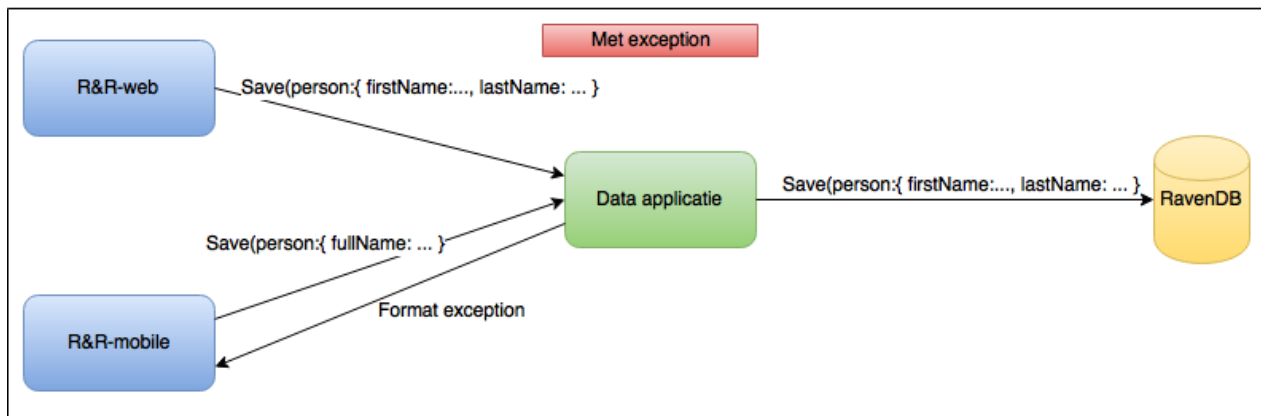 Met exception
R&R-web
Save(person:{ firstName:..., lastName: ... }
Data applicatie
Save(person:{ firstName:..., lastName: ... }
RavenDB
Save(person:{ fullName: ... }
Format exception
R&R-mobile